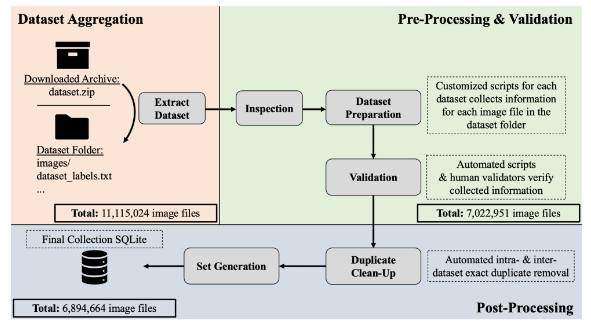 Dataset Aggregation
Downloaded Archive:
dataset.zip
Dataset Folder:
images/
dataset_labels.txt
...
Extract
Dataset
Total: 11,115,024 image files
Pre-Processing & Validation
Inspection
Dataset
Preparation
Customized scripts for each
dataset collects information
for each image file in the
dataset folder
Validation
Automated scripts
& human validators verify
collected information
Total: 7,022,951 image files
Final Collection SQLite
Set Generation
Duplicate
Clean-Up
Automated intra- & inter-
dataset exact duplicate removal
Total: 6,894,664 image files
Post-Processing